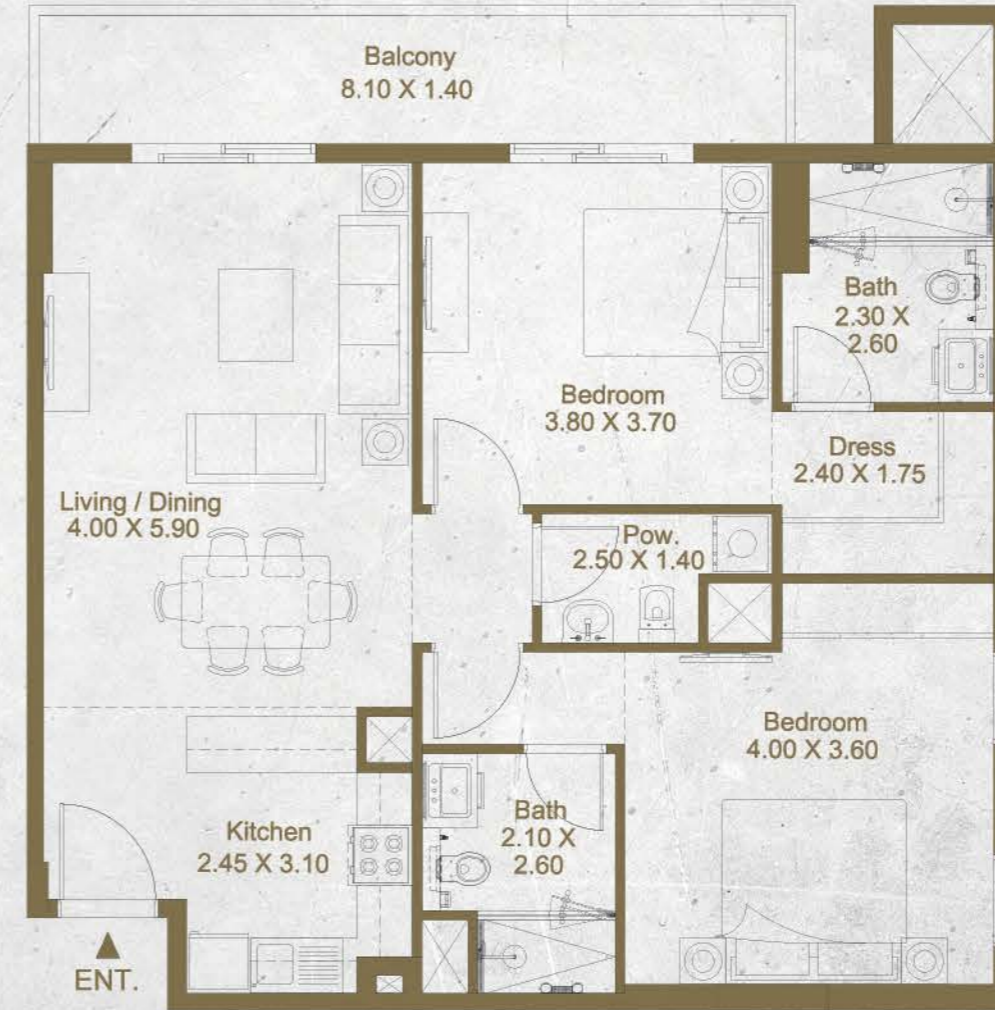 Balcony
8.10 X 1.40
Bath
2.30 X
2.60
Bedroom
3.80 X 3.70
Dress
2.40 X 1.75
Living / Dining
4.00 X 5.90
Pow.
2.50 X 1.40
Bedroom
4.00 X 3.60
Kitchen
2.45 X 3.10
Bath
2.10 X
2.60
ENT.